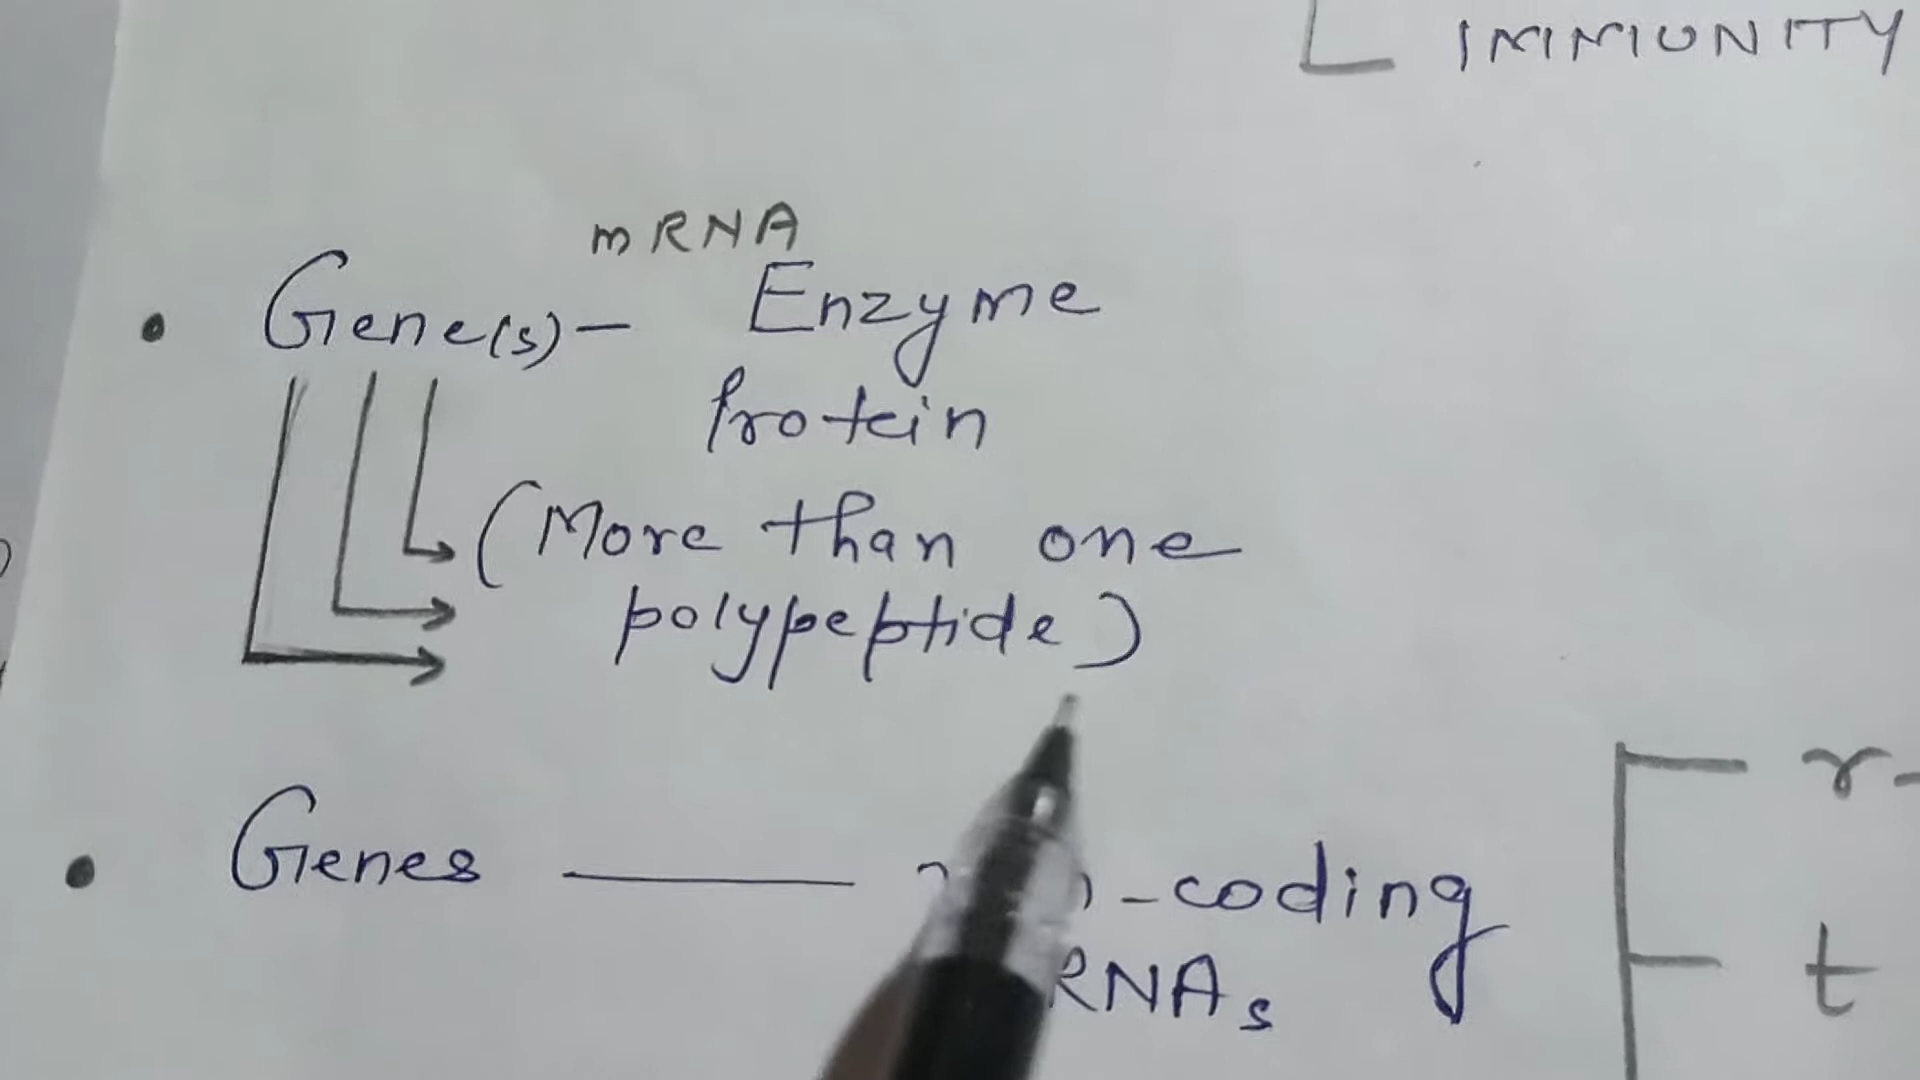 IMMUNITY
mRNA
• Gene(s) - Enzyme
Protein
(More than one
polypeptide)
• Genes -coding
RNAs
r-
t